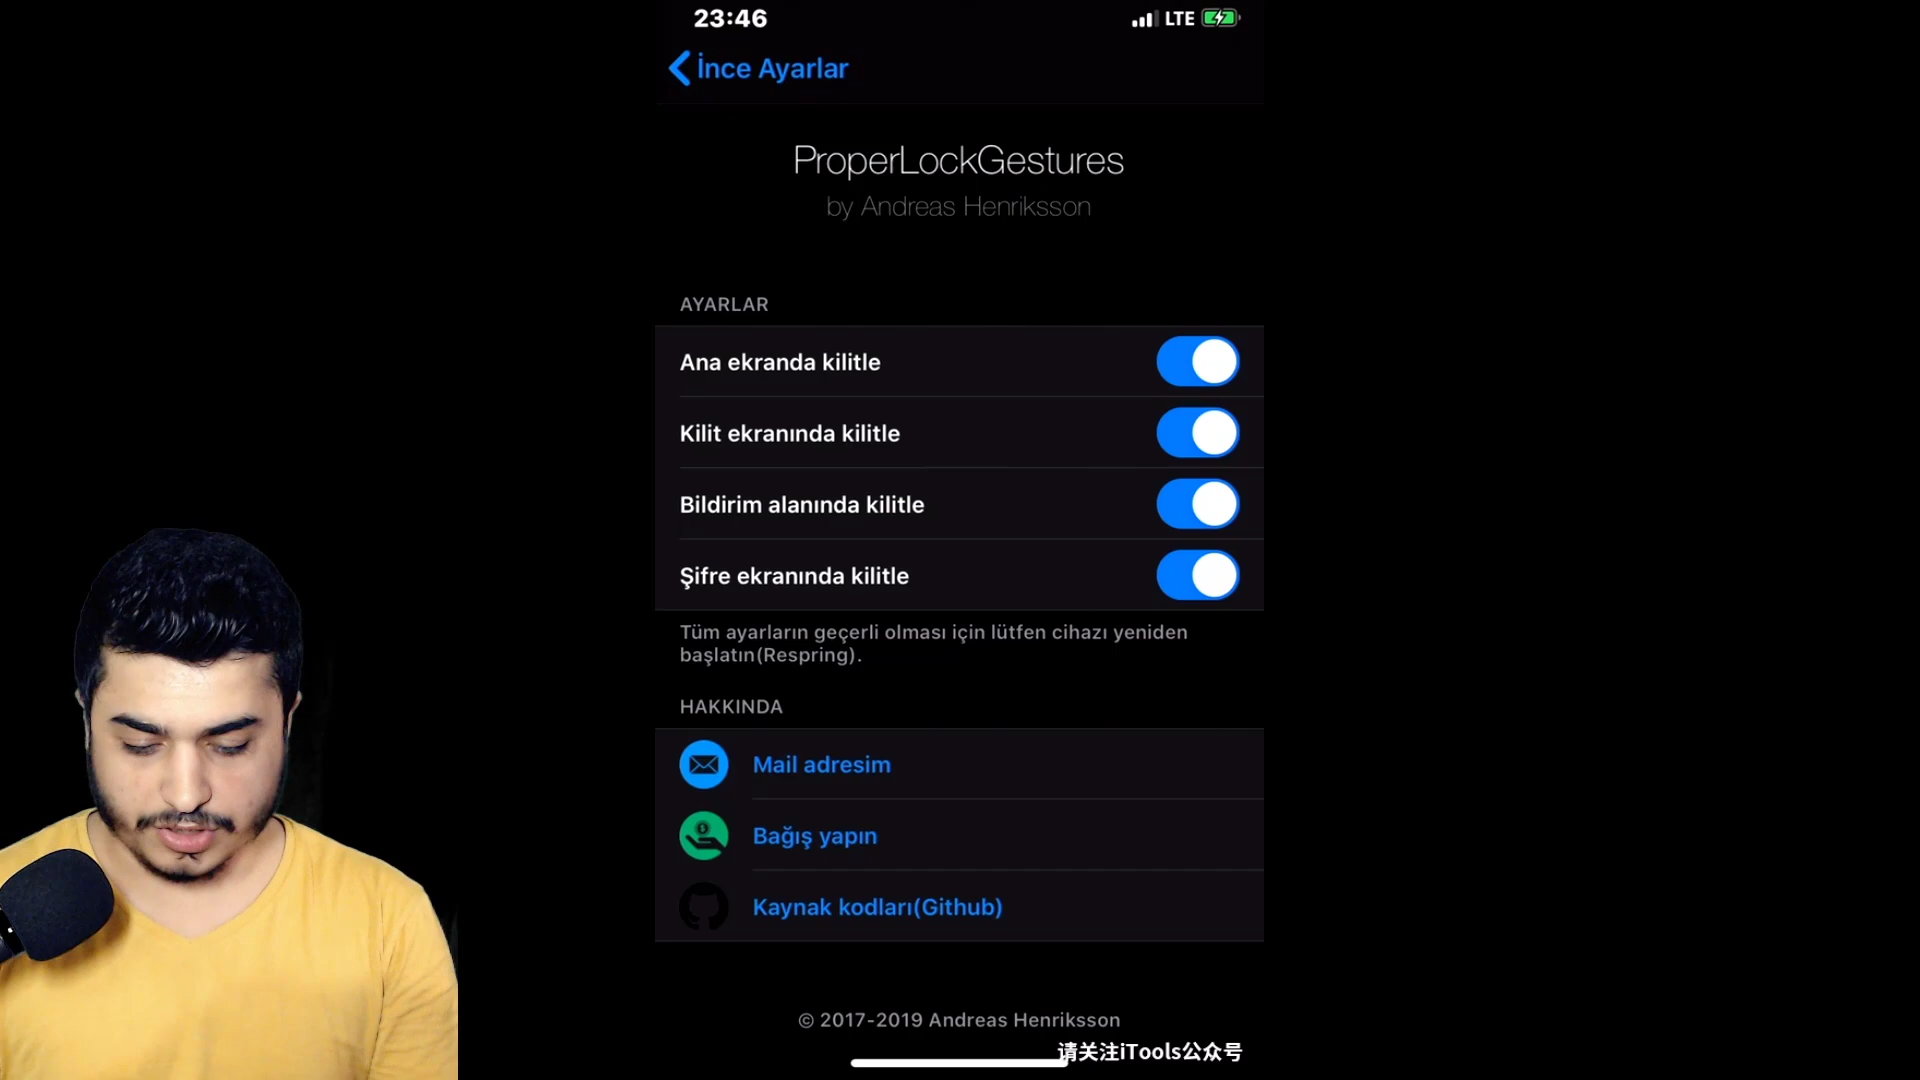 23:46
LTE
İnce Ayarlar
ProperLockGestures
by Andreas Henriksson
AYARLAR
Ana ekranda kilitle
Kilit ekranında kilitle
Bildirim alanında kilitle
Şifre ekranında kilitle
Tüm ayarların geçerli olması için lütfen cihazı yeniden
başlatın(Respring).
HAKKINDA
Mail adresim
Bağış yapın
Kaynak kodları(Github)
© 2017-2019 Andreas Henriksson
请关注iTools公众号